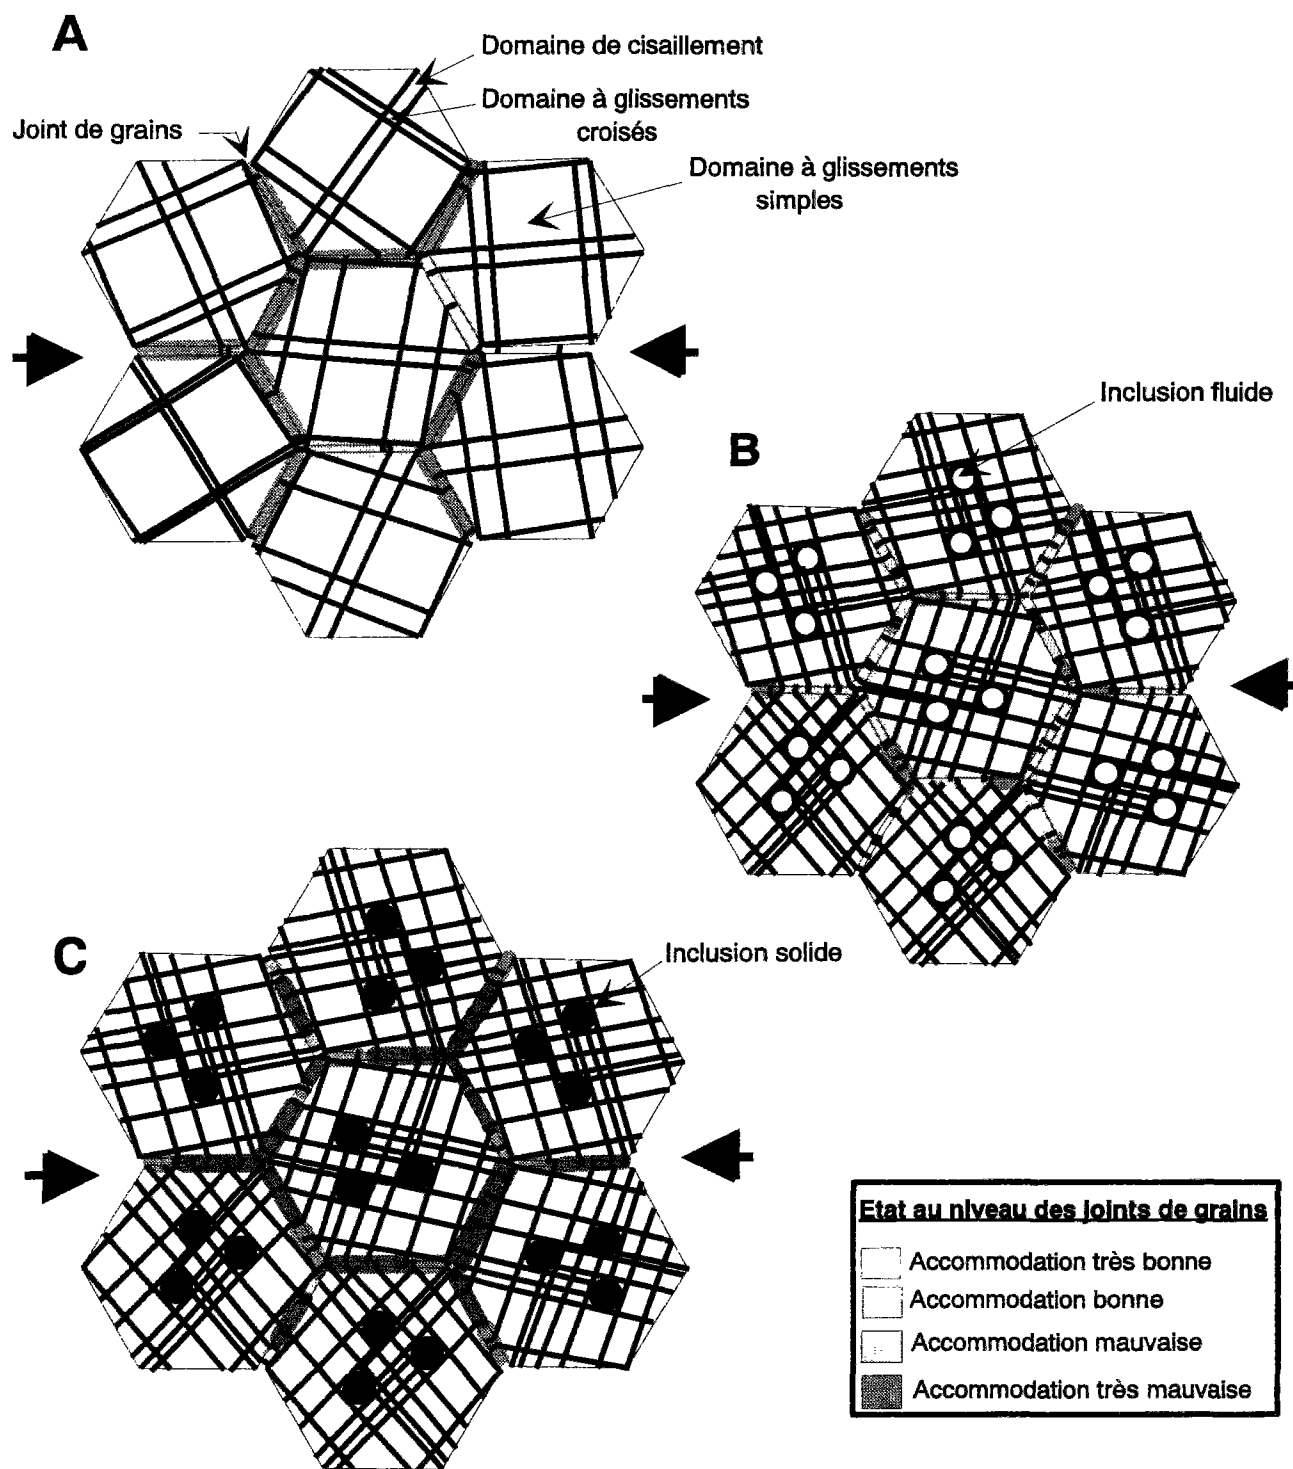 A
Domaine de cisaillement
Domaine à glissements
croisés
Joint de grains
Domaine à glissements
simples
Inclusion fluide
B
C
Inclusion solide
Etat au niveau des joints de grains
Accommodation très bonne
Accommodation bonne
Accommodation mauvaise
Accommodation très mauvaise